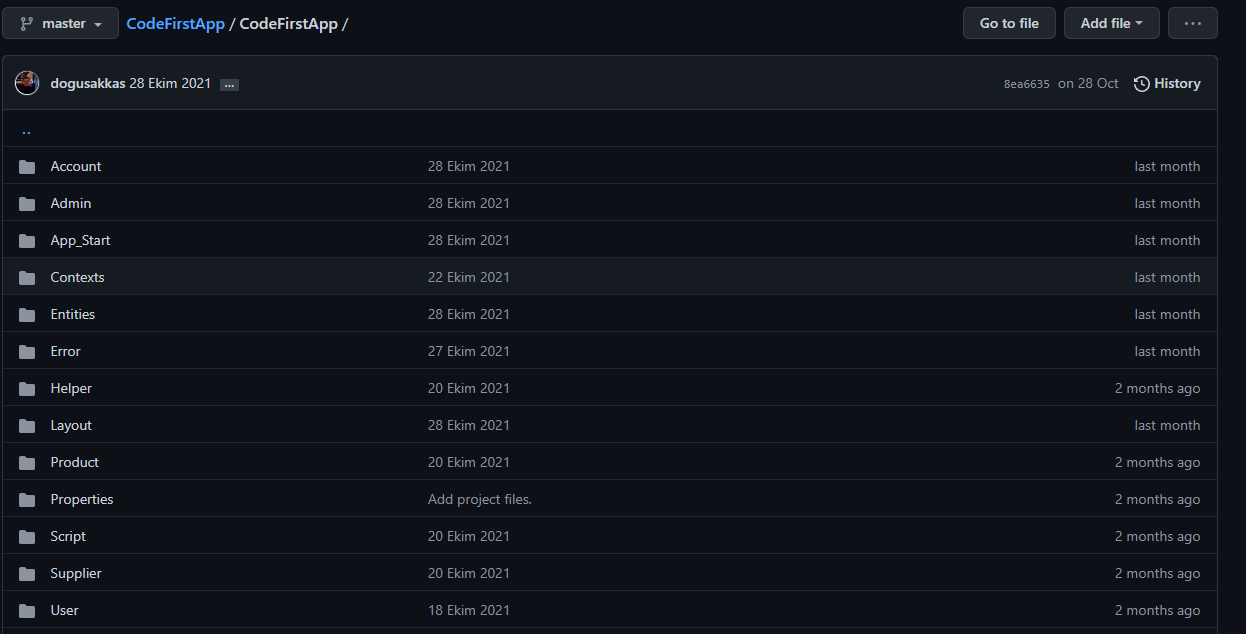 master CodeFirstApp / CodeFirstApp / Go to file Add file ...
dogusakkas 28 Ekim 2021 ... 8ea6635 on 28 Oct History
..
Account 28 Ekim 2021 last month
Admin 28 Ekim 2021 last month
App_Start 28 Ekim 2021 last month
Contexts 22 Ekim 2021 last month
Entities 28 Ekim 2021 last month
Error 27 Ekim 2021 last month
Helper 20 Ekim 2021 2 months ago
Layout 28 Ekim 2021 last month
Product 20 Ekim 2021 2 months ago
Properties Add project files. 2 months ago
Script 20 Ekim 2021 2 months ago
Supplier 20 Ekim 2021 2 months ago
User 18 Ekim 2021 2 months ago